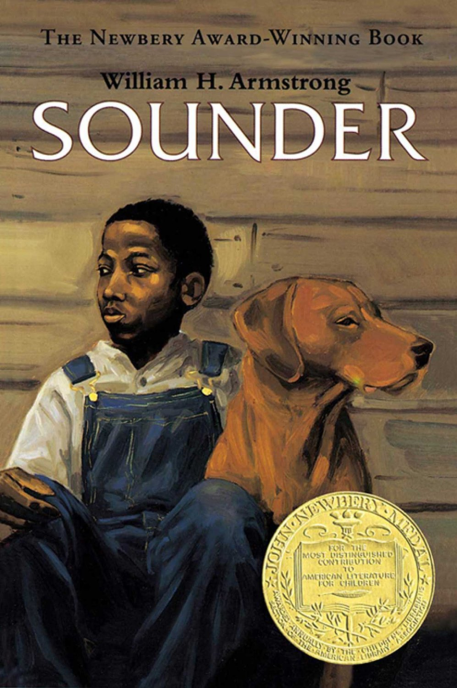 THE NEWBERY AWARD-WINNING BOOK
William H. Armstrong
SOUNDER
JOHN · NEWBERY · MEDAL
FOR THE
MOST DISTINGUISHED
CONTRIBUTION
TO
AMERICAN LITERATURE
FOR CHILDREN